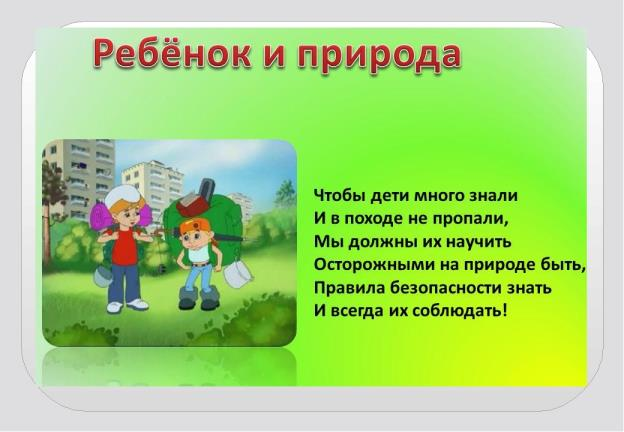 Ребёнок и природа
Чтобы дети много знали
И в походе не пропали,
Мы должны их научить
Осторожными на природе быть,
Правила безопасности знать
И всегда их соблюдать!